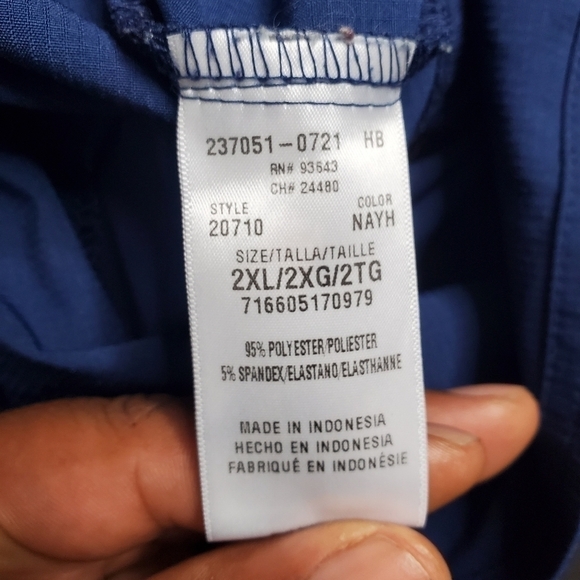 237051-0721 HB
RN# 93643
CH# 24480
STYLE COLOR
20710 NAYH
SIZE/TALLA/TAILLE
2XL/2XG/2TG
716605170979
95% POLYESTER/POLIESTER
5% SPANDEX/ELASTANO/ELASTHANNE
MADE IN INDONESIA
HECHO EN INDONESIA
FABRIQUÉ EN INDONÉSIE